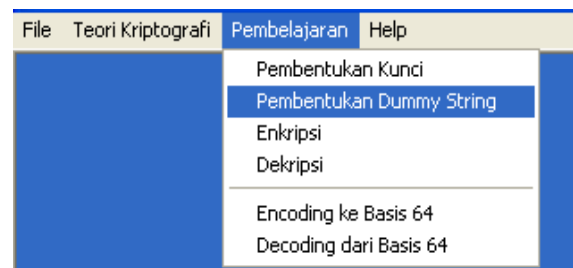 File Teori Kriptografi Pembelajaran Help
Pembentukan Kunci
Pembentukan Dummy String
Enkripsi
Dekripsi
Encoding ke Basis 64
Decoding dari Basis 64